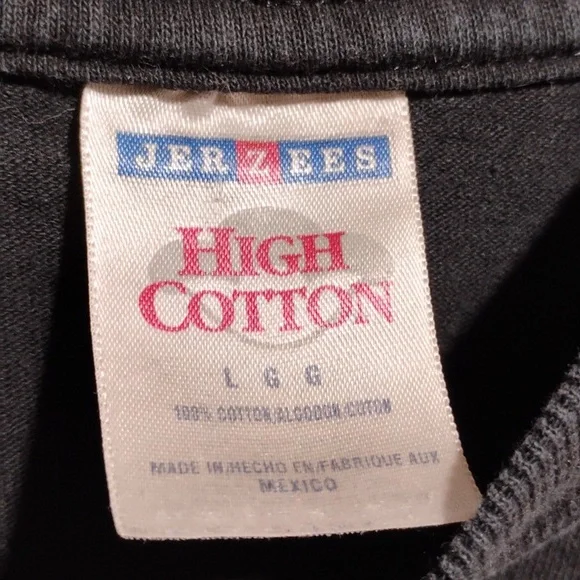 JERZEES
HIGH
COTTON
L G G
100% COTTON/ALGODON/COTON
MADE IN/HECHO EN/FABRIQUE AUX
MEXICO